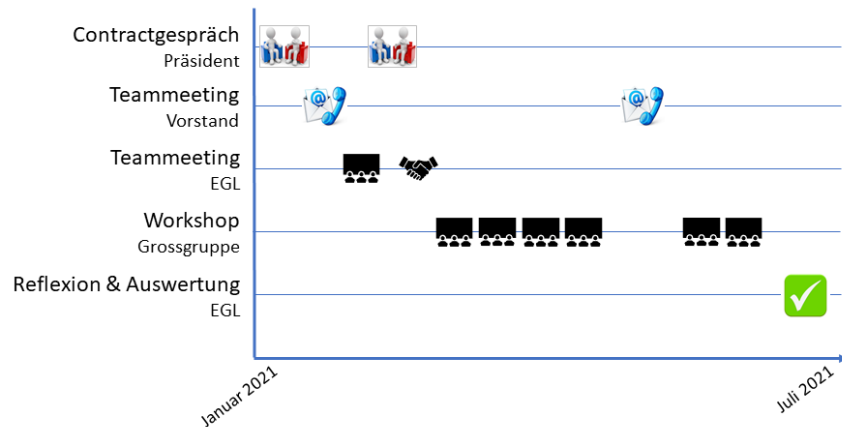 Contractgespräch
Präsident
Teammeeting
Vorstand
Teammeeting
EGL
Workshop
Grossgruppe
Reflexion & Auswertung
EGL
Januar 2021
Juli 2021